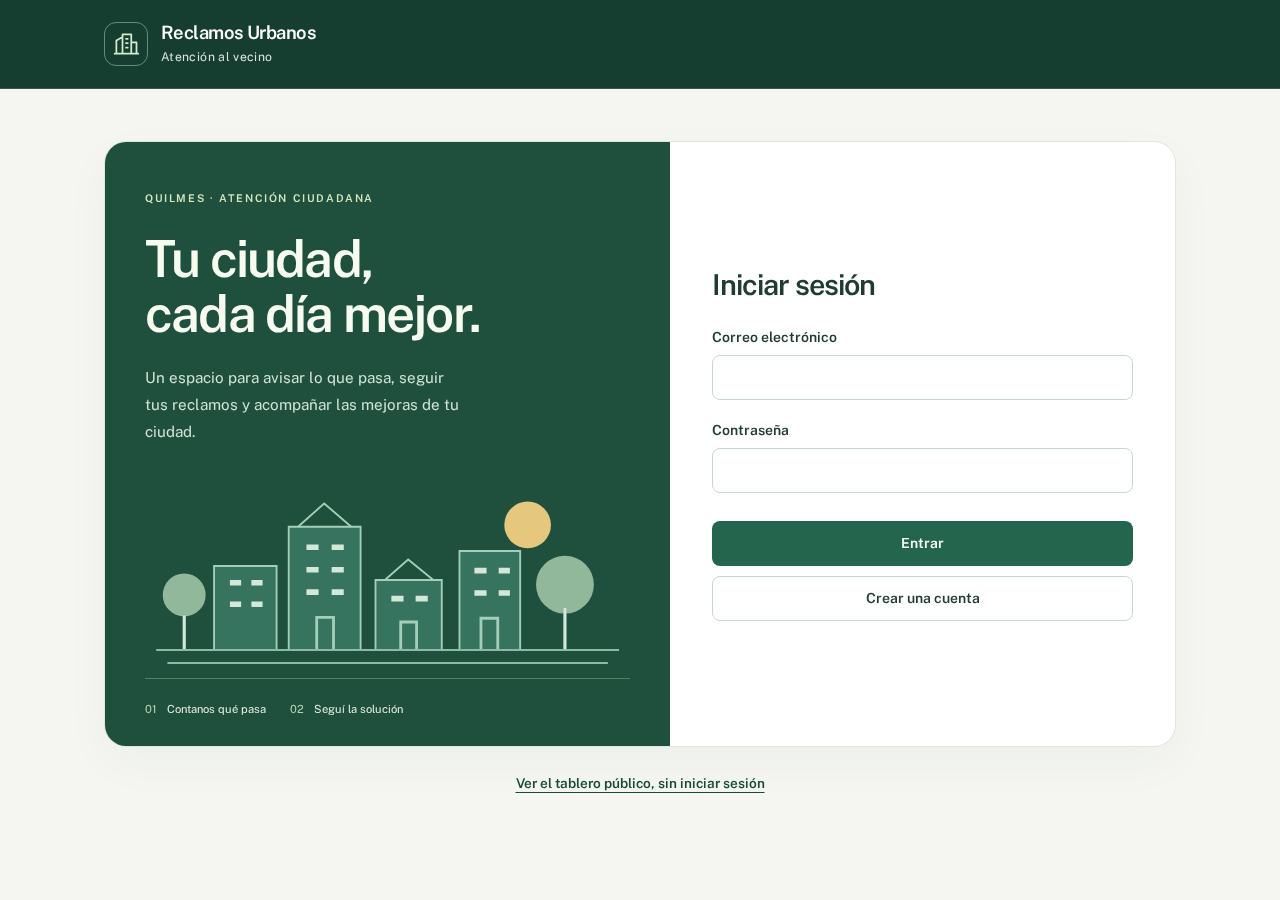 Reclamos Urbanos
Atención al vecino
QUILMES · ATENCIÓN CIUDADANA
Tu ciudad,
cada día mejor.
Un espacio para avisar lo que pasa, seguir
tus reclamos y acompañar las mejoras de tu
ciudad.
01 Contanos qué pasa 02 Seguí la solución
Iniciar sesión
Correo electrónico
Contraseña
Entrar
Crear una cuenta
Ver el tablero público, sin iniciar sesión